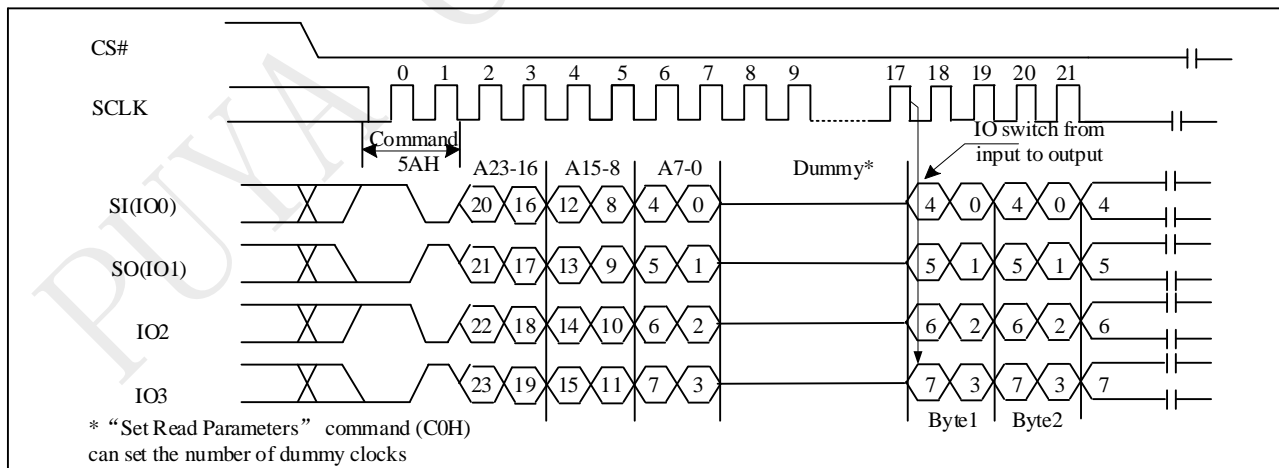 CS#
0 1 2 3 4 5 6 7 8 9 17 18 19 20 21
SCLK
Command
5AH
IO switch from
input to output
A23-16 A15-8 A7-0 Dummy*
SI(IO0) 20 16 12 8 4 0 4 0 4 0 4
SO(IO1) 21 17 13 9 5 1 5 1 5 1 5
IO2 22 18 14 10 6 2 6 2 6 2 6
IO3 23 19 15 11 7 3 7 3 7 3 7
Byte1 Byte2
* “Set Read Parameters” command (C0H)
can set the number of dummy clocks
PUYA